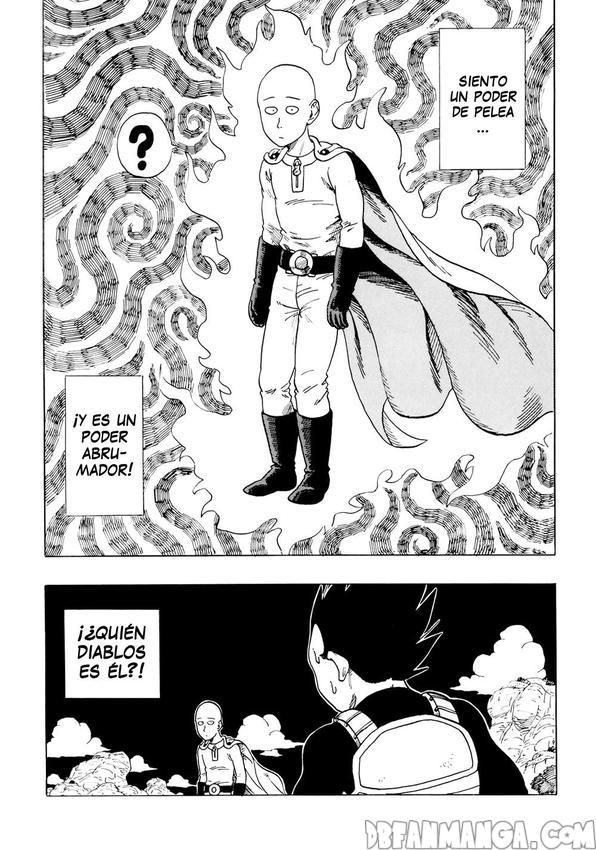 SIENTO
UN PODER
DE PELEA
...
?
¡Y ES UN
PODER
ABRU-
MADOR!
¡¿QUIÉN
DIABLOS
ES ÉL?!
DBFANMANGA.COM